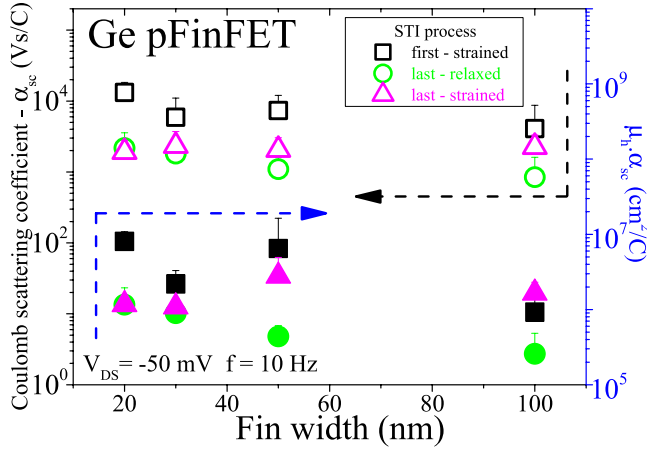 Ge pFinFET
STI process
first - strained
last - relaxed
last - strained
Coulomb scattering coefficient - α_sc (Vs/C)
10^4
10^2
10^0
μ_h.α_sc (cm²/C)
10^9
10^7
10^5
V_DS = -50 mV f = 10 Hz
20 40 60 80 100
Fin width (nm)